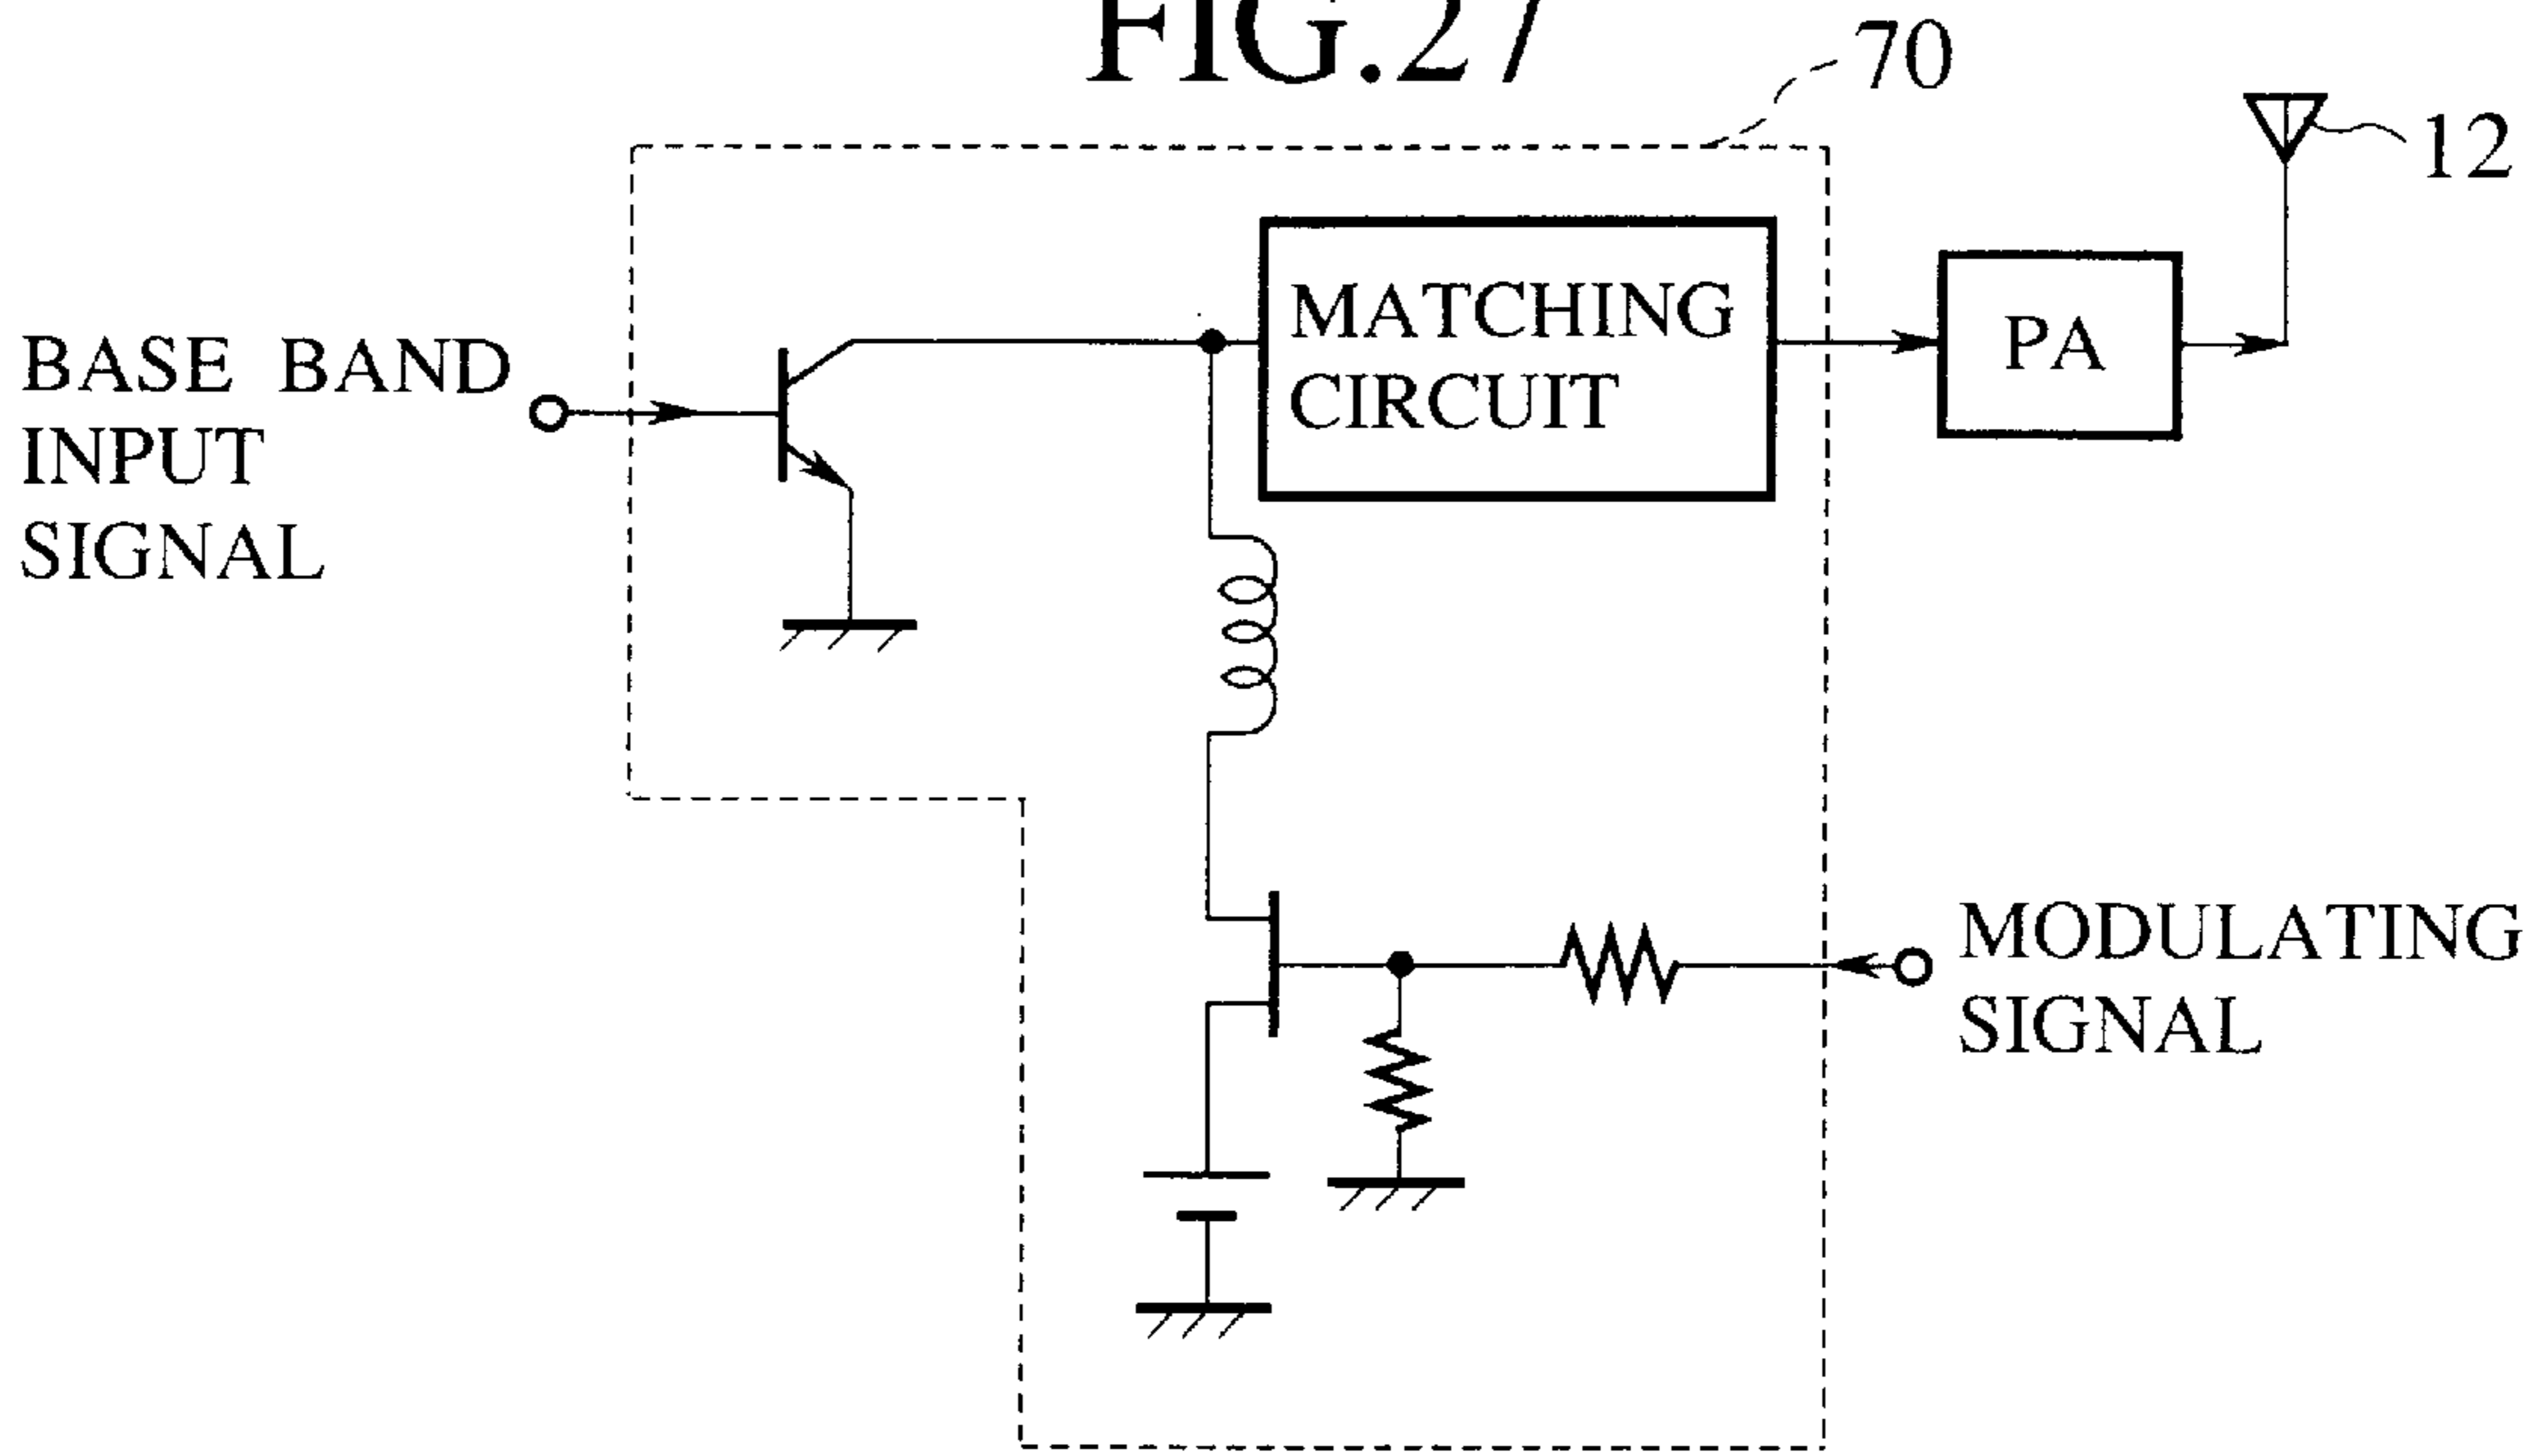 FIG.27
70
12
BASE BAND
INPUT
SIGNAL
MATCHING
CIRCUIT
PA
MODULATING
SIGNAL